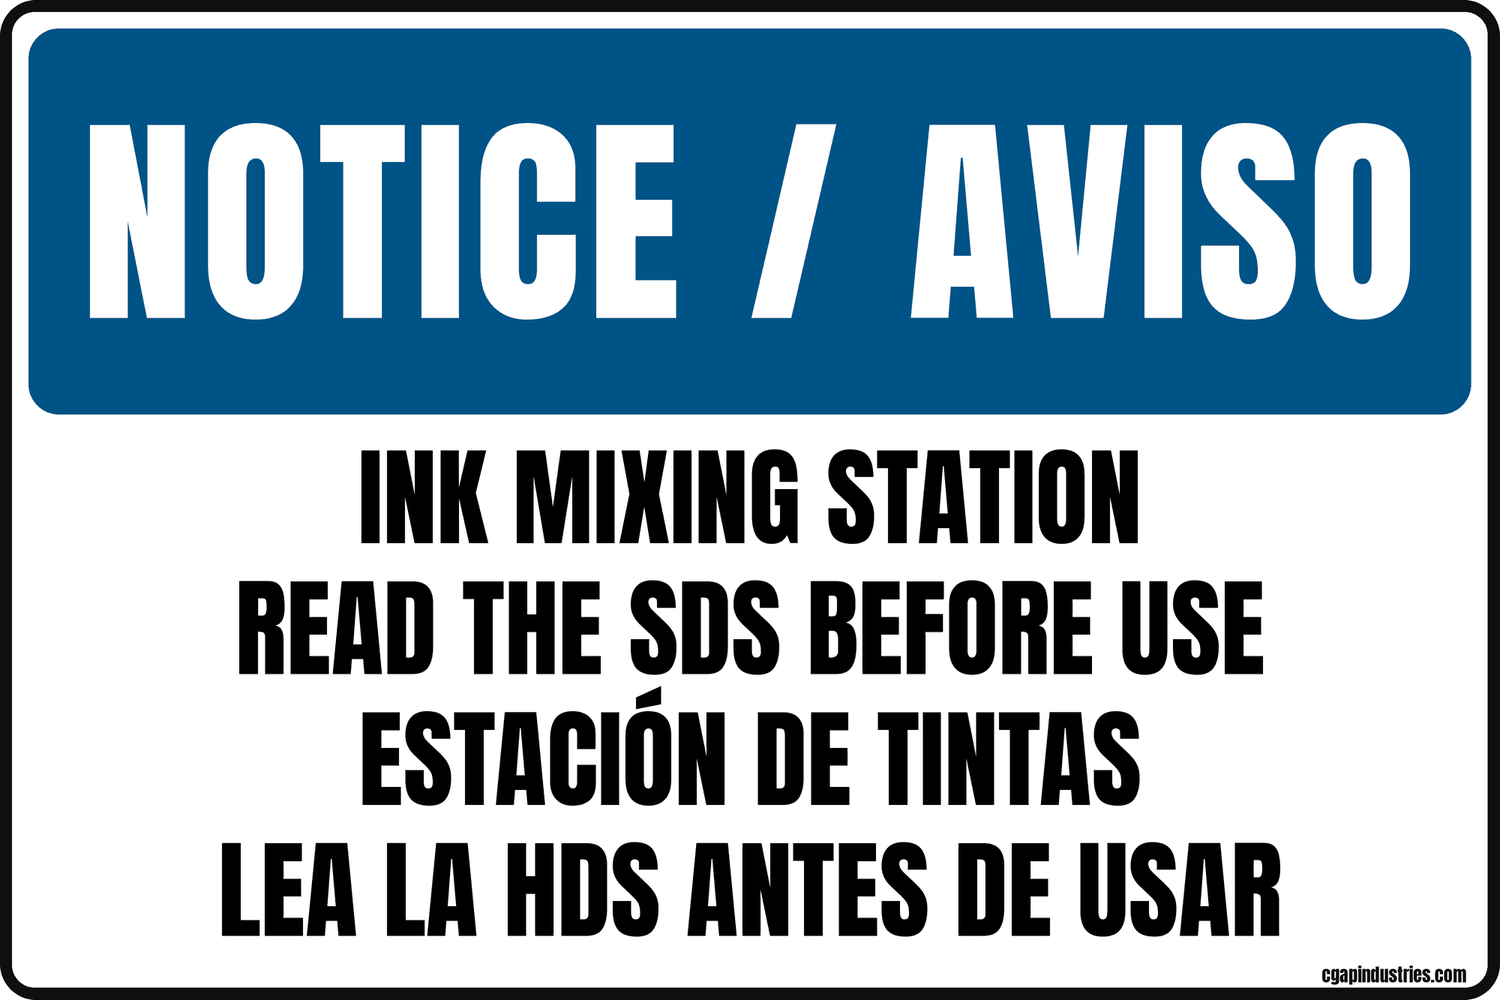 NOTICE / AVISO
INK MIXING STATION
READ THE SDS BEFORE USE
ESTACIÓN DE TINTAS
LEA LA HDS ANTES DE USAR
cgapindustries.com